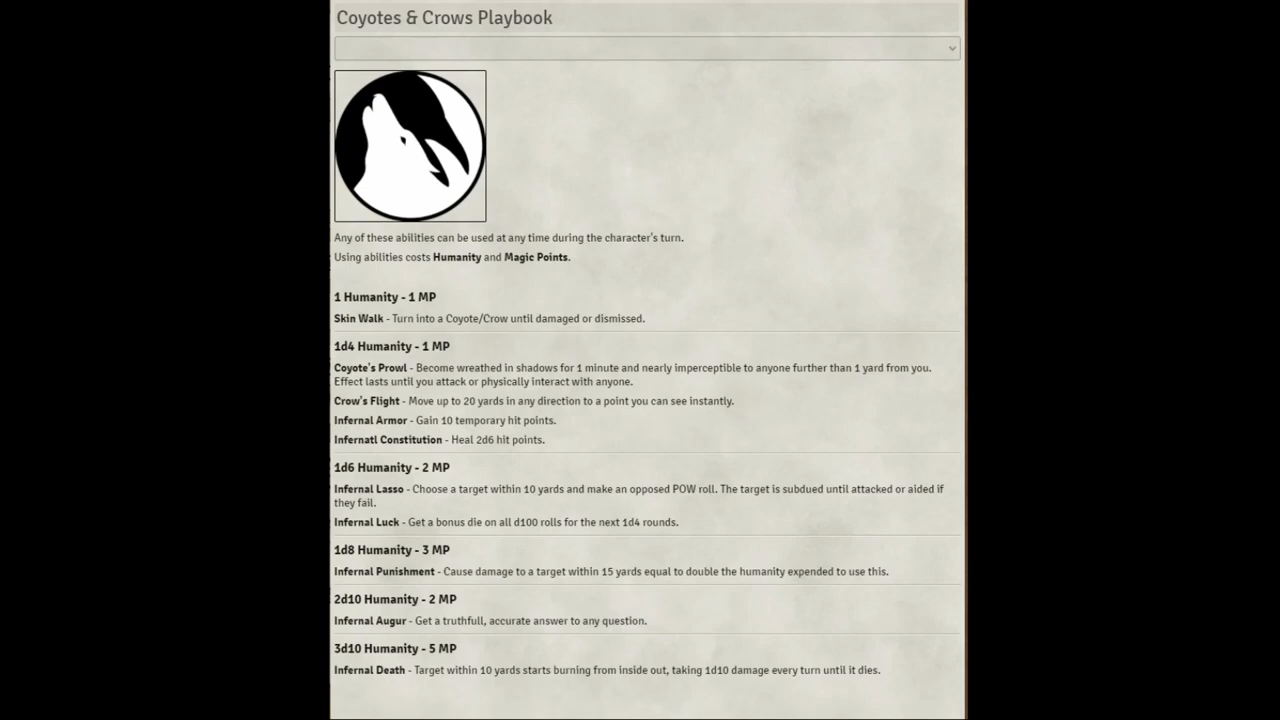 Coyotes & Crows Playbook
Any of these abilities can be used at any time during the character's turn.
Using abilities costs Humanity and Magic Points.
1 Humanity - 1 MP
Skin Walk - Turn into a Coyote/Crow until damaged or dismissed.
1d4 Humanity - 1 MP
Coyote's Prowl - Become wreathed in shadows for 1 minute and nearly imperceptible to anyone further than 1 yard from you.
Effect lasts until you attack or physically interact with anyone.
Crow's Flight - Move up to 20 yards in any direction to a point you can see instantly.
Infernal Armor - Gain 10 temporary hit points.
Infernatl Constitution - Heal 2d6 hit points.
1d6 Humanity - 2 MP
Infernal Lasso - Choose a target within 10 yards and make an opposed POW roll. The target is subdued until attacked or aided if
they fail.
Infernal Luck - Get a bonus die on all d100 rolls for the next 1d4 rounds.
1d8 Humanity - 3 MP
Infernal Punishment - Cause damage to a target within 15 yards equal to double the humanity expended to use this.
2d10 Humanity - 2 MP
Infernal Augur - Get a truthfull, accurate answer to any question.
3d10 Humanity - 5 MP
Infernal Death - Target within 10 yards starts burning from inside out, taking 1d10 damage every turn until it dies.